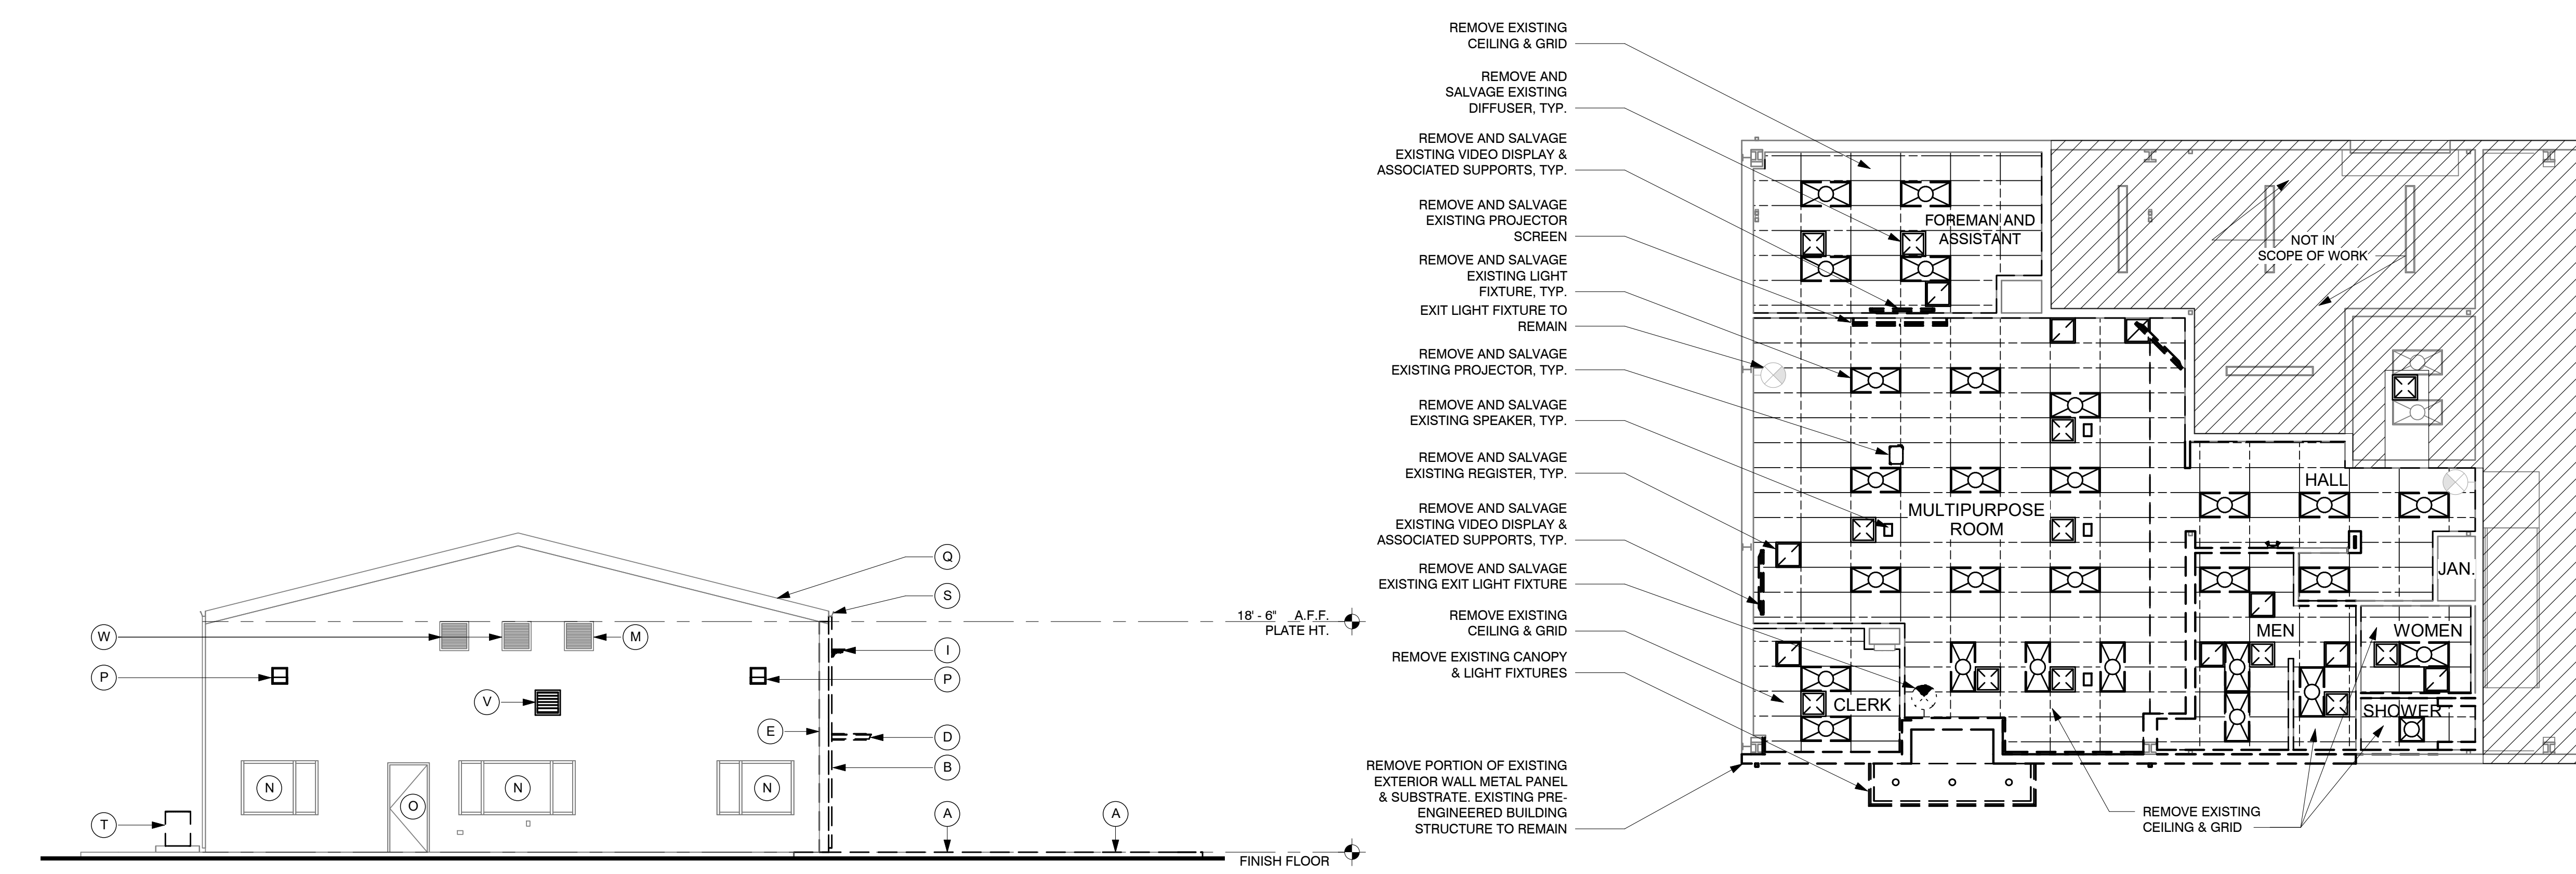 Q
S
18' - 6"   A.F.F.
PLATE HT.
W
M
I
P
P
V
E
D
B
N
O
N
N
T
A
A
FINISH FLOOR
REMOVE EXISTING
CEILING & GRID
REMOVE AND
SALVAGE EXISTING
DIFFUSER, TYP.
REMOVE AND SALVAGE
EXISTING VIDEO DISPLAY &
ASSOCIATED SUPPORTS, TYP.
REMOVE AND SALVAGE
EXISTING PROJECTOR
SCREEN
REMOVE AND SALVAGE
EXISTING LIGHT
FIXTURE, TYP.
EXIT LIGHT FIXTURE TO
REMAIN
REMOVE AND SALVAGE
EXISTING PROJECTOR, TYP.
REMOVE AND SALVAGE
EXISTING SPEAKER, TYP.
REMOVE AND SALVAGE
EXISTING REGISTER, TYP.
REMOVE AND SALVAGE
EXISTING VIDEO DISPLAY &
ASSOCIATED SUPPORTS, TYP.
REMOVE AND SALVAGE
EXISTING EXIT LIGHT FIXTURE
REMOVE EXISTING
CEILING & GRID
REMOVE EXISTING CANOPY
& LIGHT FIXTURES
REMOVE PORTION OF EXISTING
EXTERIOR WALL METAL PANEL
& SUBSTRATE. EXISTING PRE-
ENGINEERED BUILDING
STRUCTURE TO REMAIN
FOREMAN AND
ASSISTANT
NOT IN
SCOPE OF WORK
HALL
MULTIPURPOSE
ROOM
JAN.
MEN
WOMEN
CLERK
SHOWER
REMOVE EXISTING
CEILING & GRID